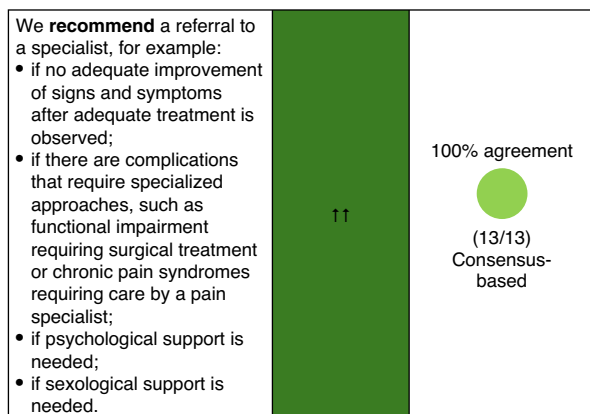 We recommend a referral to
a specialist, for example:
• if no adequate improvement
of signs and symptoms
after adequate treatment is
observed;
• if there are complications
that require specialized
approaches, such as
functional impairment
requiring surgical treatment
or chronic pain syndromes
requiring care by a pain
specialist;
• if psychological support is
needed;
• if sexological support is
needed.
↑↑
100% agreement
(13/13)
Consensus-
based